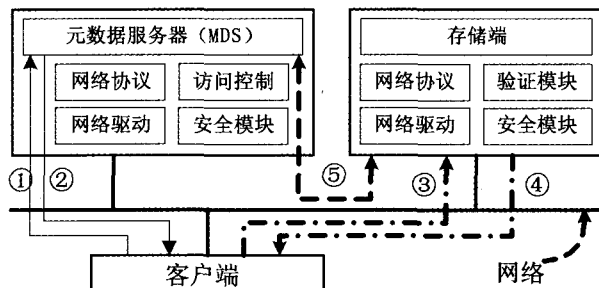 元数据服务器（MDS）
网络协议
访问控制
网络驱动
安全模块
存储端
网络协议
验证模块
网络驱动
安全模块
①
②
⑤
③
④
客户端
网络